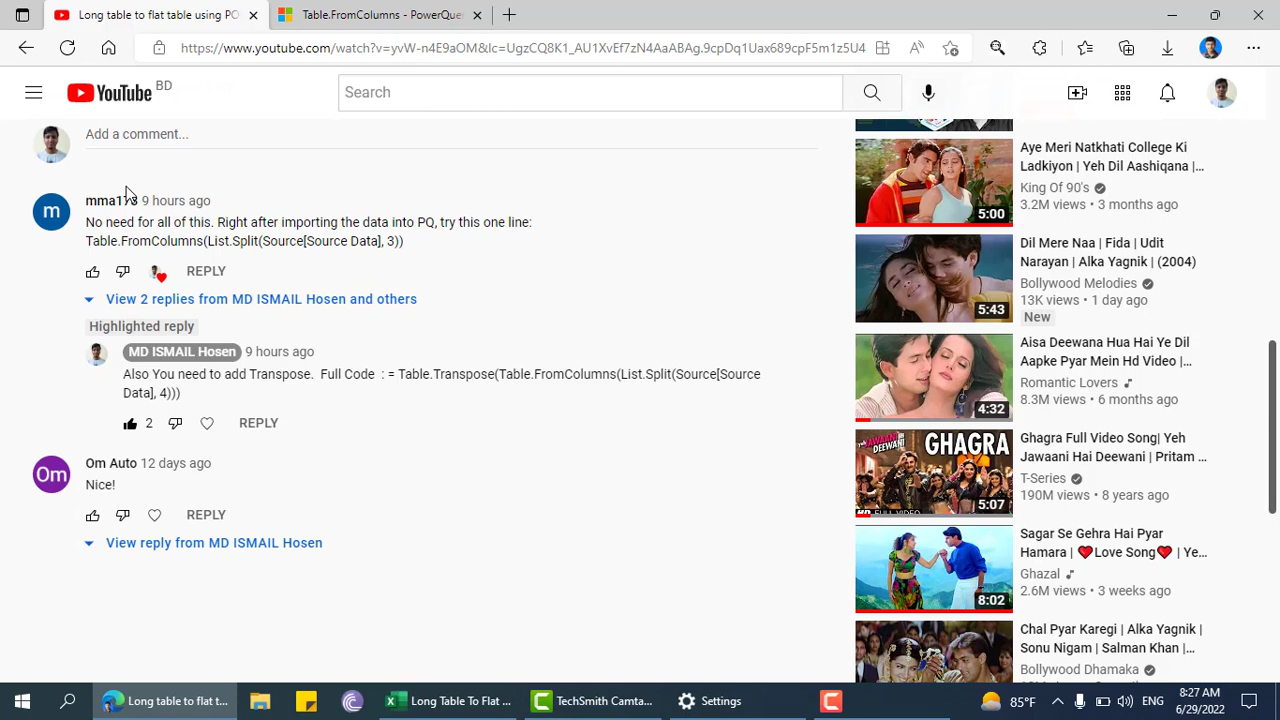 Long table to flat table - YouTub
Table.FromColumns - PowerQue
https://www.youtube.com/watch?v=yvW-n4E9aOM&lc=UgzCQ8K1_AU1XvEf7zN4AaABAg.9cpDq1Uax689cpF5m1z5U4
YouTube BD
Search
Add a comment...
9 hours ago
No need for all of this. Right after importing the data into PQ, try this one line:
Table.FromColumns(List.Split(Source[Source Data], 3))
REPLY
View 2 replies from MD ISMAIL Hosen and others
Highlighted reply
MD ISMAIL Hosen 9 hours ago
Also You need to add Transpose. Full Code : = Table.Transpose(Table.FromColumns(List.Split(Source[Source
Data], 4)))
2 REPLY
Om Auto 12 days ago
Nice!
REPLY
View reply from MD ISMAIL Hosen
m
Om
5:00
Aye Meri Natkhati College Ki
Ladkiyon | Yeh Dil Aashiqana |...
King Of 90's
3.2M views • 3 months ago
5:43
Dil Mere Naa | Fida | Udit
Narayan | Alka Yagnik | (2004)
Bollywood Melodies
13K views • 1 day ago
New
4:32
Aisa Deewana Hua Hai Ye Dil
Aapke Pyar Mein Hd Video |...
Romantic Lovers
8.3M views • 6 months ago
GHAGRA
5:07
Ghagra Full Video Song| Yeh
Jawaani Hai Deewani | Pritam ...
T-Series
190M views • 8 years ago
8:02
Sagar Se Gehra Hai Pyar
Hamara | ❤Love Song❤ | Ye...
Ghazal
2.6M views • 3 weeks ago
Chal Pyar Karegi | Alka Yagnik |
Sonu Nigam | Salman Khan |...
Bollywood Dhamaka
Long table to flat t...
Long Table To Flat ...
TechSmith Camta...
Settings
85°F
ENG
8:27 AM
6/29/2022